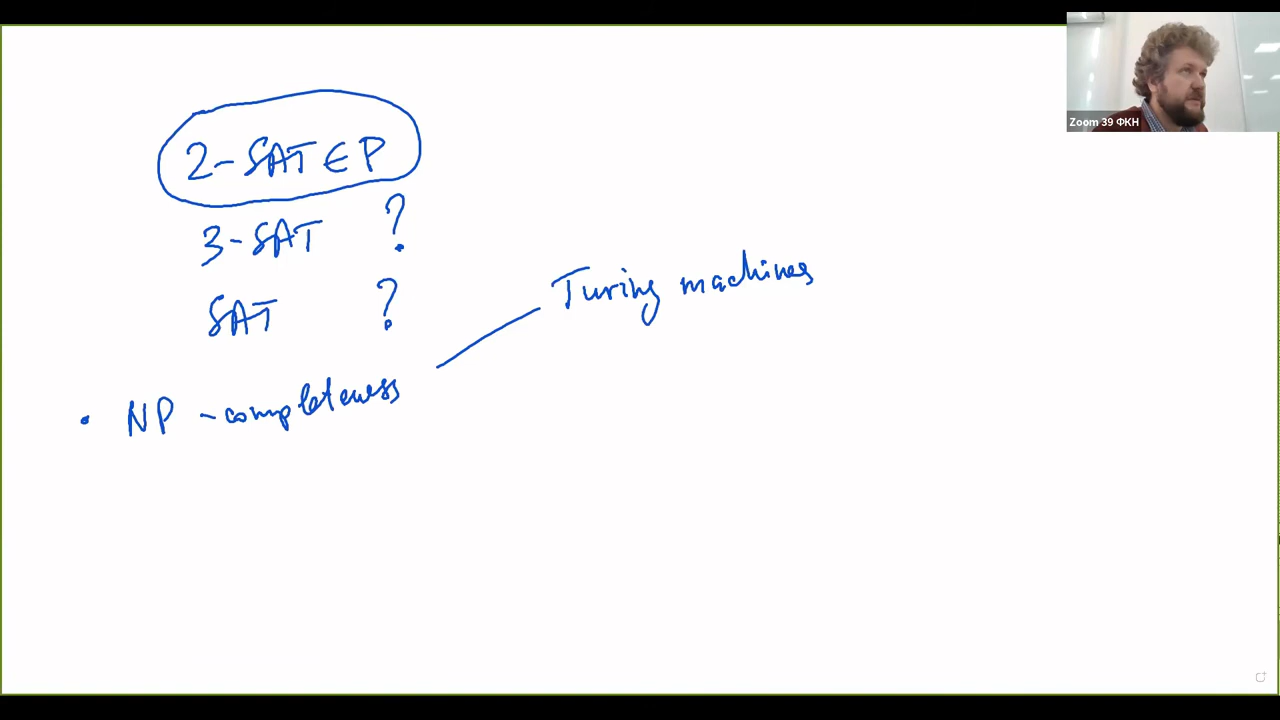 2-SAT ∈ P
3-SAT ?
SAT ?
Turing machines
• NP - completeness
Zoom 39 ФКН